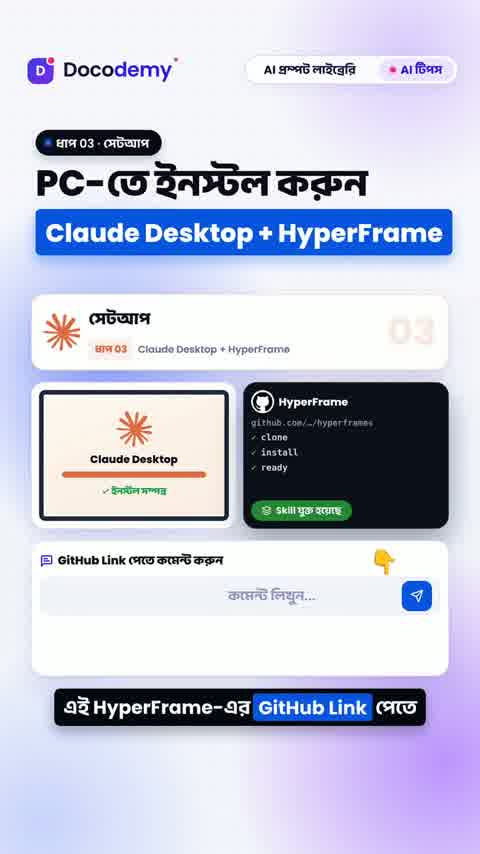 D Docodemy
AI প্রম্পট লাইব্রেরি
AI টিপস
ধাপ 03 · সেটআপ
PC-তে ইনস্টল করুন
Claude Desktop + HyperFrame
সেটআপ
ধাপ 03 Claude Desktop + HyperFrame
03
Claude Desktop
✓ ইনস্টল সম্পন্ন
HyperFrame
github.com/…/hyperframes
✓ clone
✓ install
✓ ready
Skill যুক্ত হয়েছে
GitHub Link পেতে কমেন্ট করুন
কমেন্ট লিখুন...
এই HyperFrame-এর GitHub Link পেতে